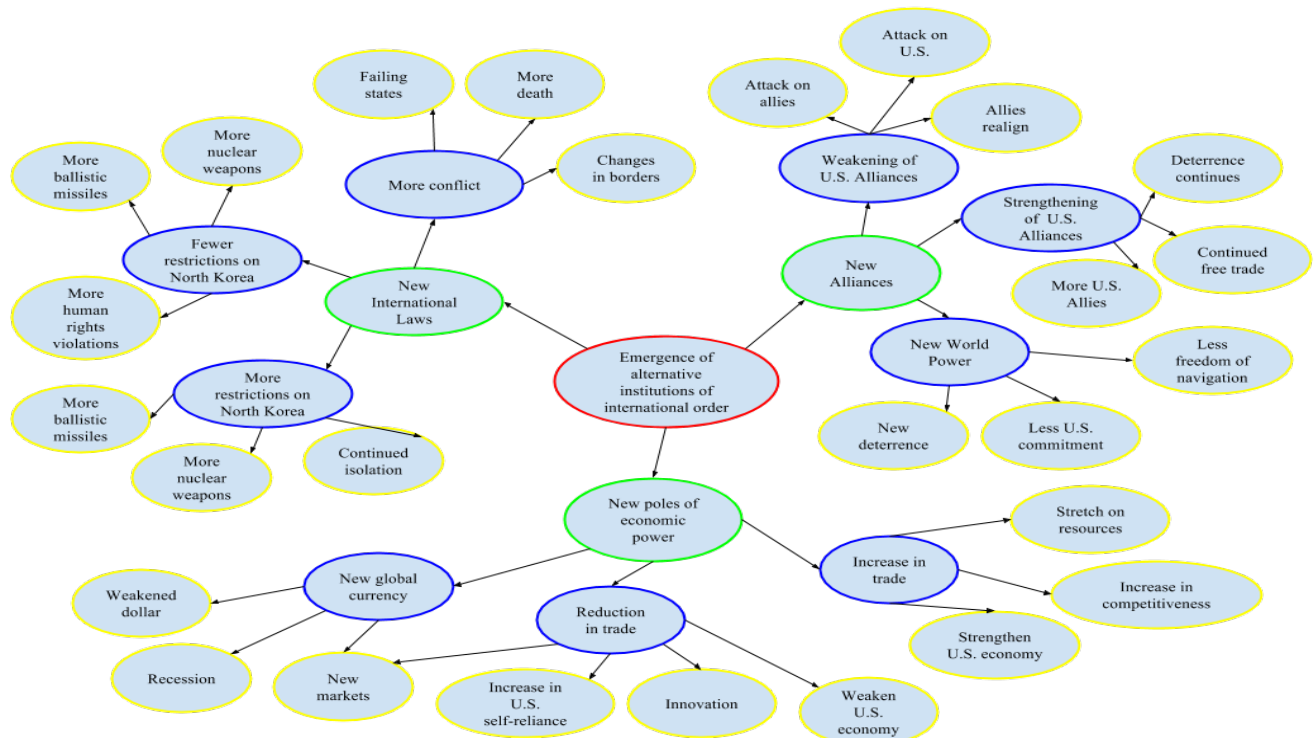 Attack on
U.S.
Failing
states
More
death
Attack on
allies
Allies
realign
More
nuclear
weapons
More
ballistic
missiles
More conflict
Changes
in borders
Weakening of
U.S. Alliances
Deterrence
continues
Strengthening
of U.S.
Alliances
Fewer
restrictions on
North Korea
Continued
free trade
New
Alliances
More U.S.
Allies
New
International
Laws
More
human
rights
violations
New World
Power
Less
freedom of
navigation
Emergence of
alternative
institutions of
international order
More
restrictions on
North Korea
More
ballistic
missiles
New
deterrence
Less U.S.
commitment
Continued
isolation
More
nuclear
weapons
New poles of
economic
power
Stretch on
resources
Increase in
trade
New global
currency
Weakened
dollar
Increase in
competitiveness
Reduction
in trade
Strengthen
U.S. economy
Recession
New
markets
Increase in
U.S.
self-reliance
Innovation
Weaken
U.S.
economy